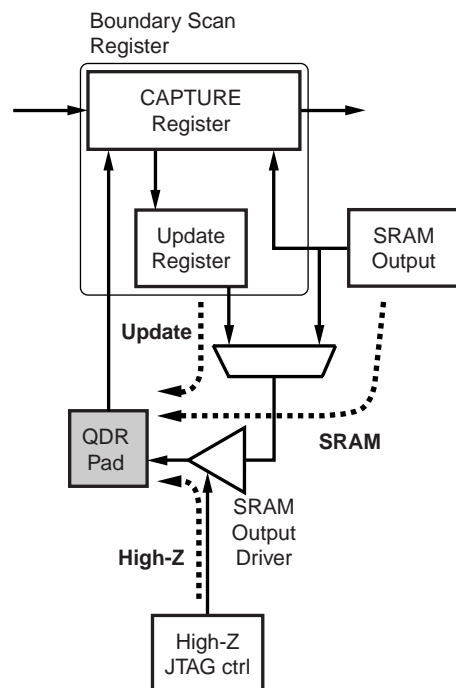 Boundary Scan
Register
CAPTURE
Register
Update
Register
SRAM
Output
Update
SRAM
QDR
Pad
SRAM
Output
Driver
High-Z
High-Z
JTAG ctrl